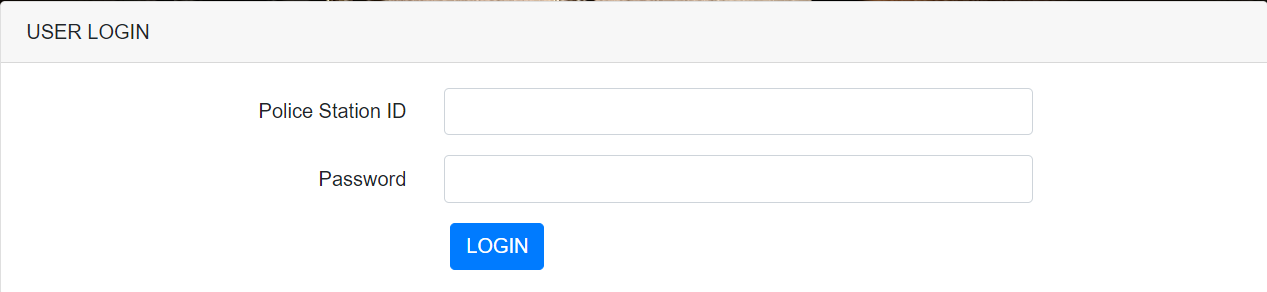 USER LOGIN
Police Station ID
Password
LOGIN